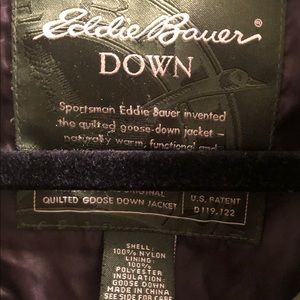 Eddie Bauer®
DOWN
Sportsman Eddie Bauer invented
the quilted goose-down jacket –
naturally warm, functional and
ORIGINAL
QUILTED GOOSE DOWN JACKET
U.S. PATENT
D119,122
SHELL:
100% NYLON
LINING:
100%
POLYESTER
INSULATION:
GOOSE DOWN
MADE IN CHINA
SEE SIDE FOR CARE